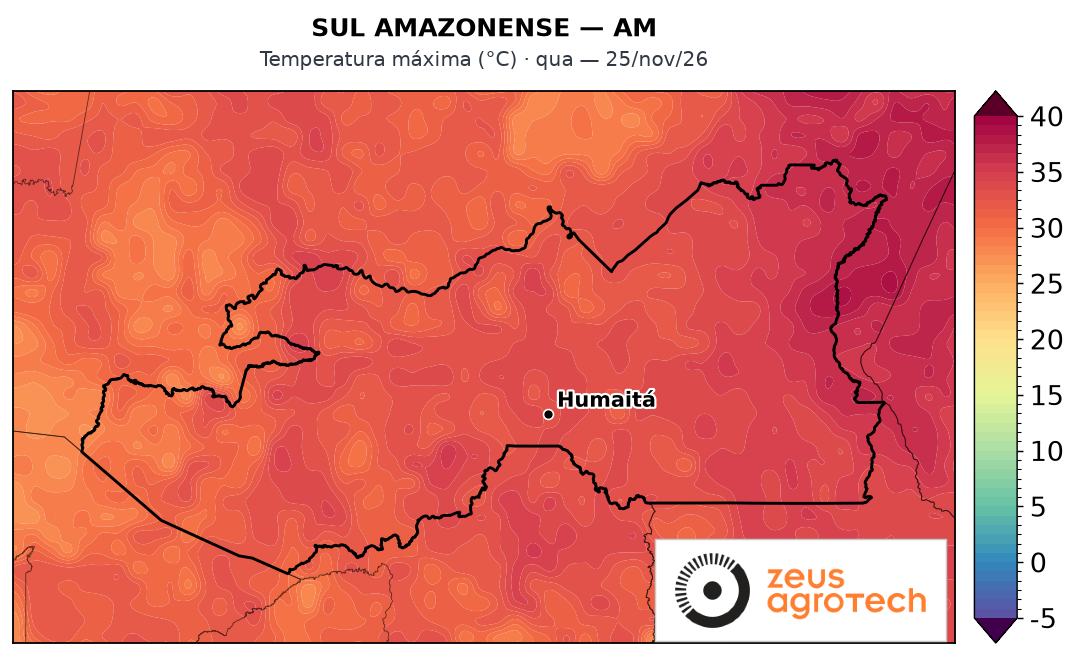 SUL AMAZONENSE — AM
Temperatura máxima (°C) · qua — 25/nov/26
Humaitá
40
35
30
25
20
15
10
5
0
-5
zeus
agrotech